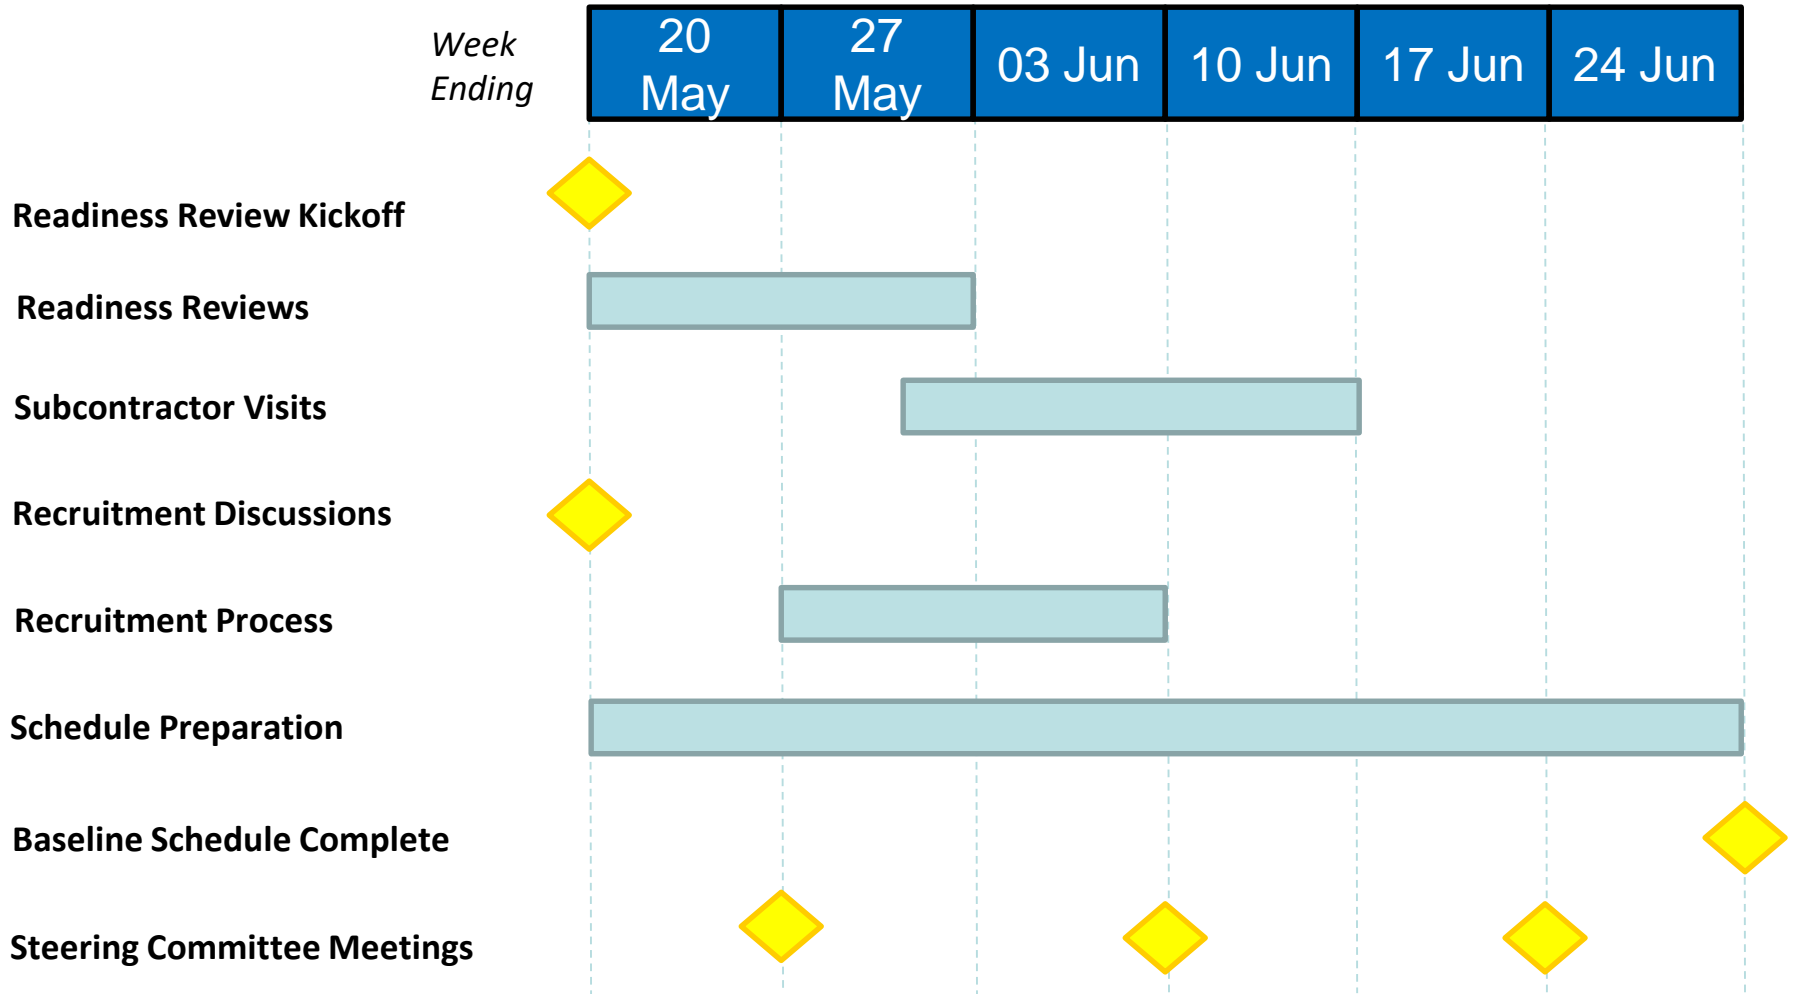 Week
Ending
20
May
27
May
03 Jun
10 Jun
17 Jun
24 Jun
Readiness Review Kickoff
Readiness Reviews
Subcontractor Visits
Recruitment Discussions
Recruitment Process
Schedule Preparation
Baseline Schedule Complete
Steering Committee Meetings